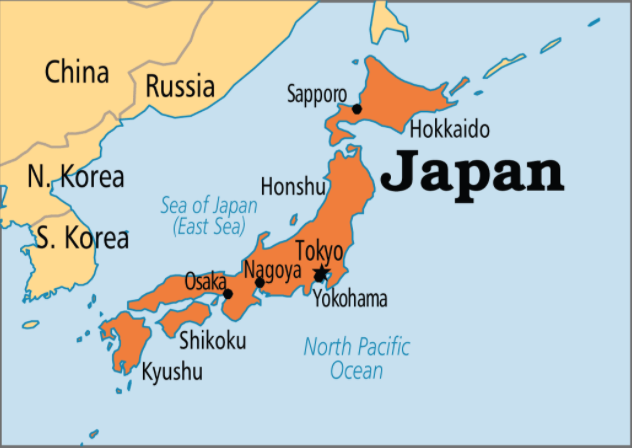 China
Russia
Sapporo
Hokkaido
N. Korea
Japan
Honshu
Sea of Japan
(East Sea)
S. Korea
Tokyo
Nagoya
Osaka
Yokohama
Shikoku
North Pacific
Ocean
Kyushu